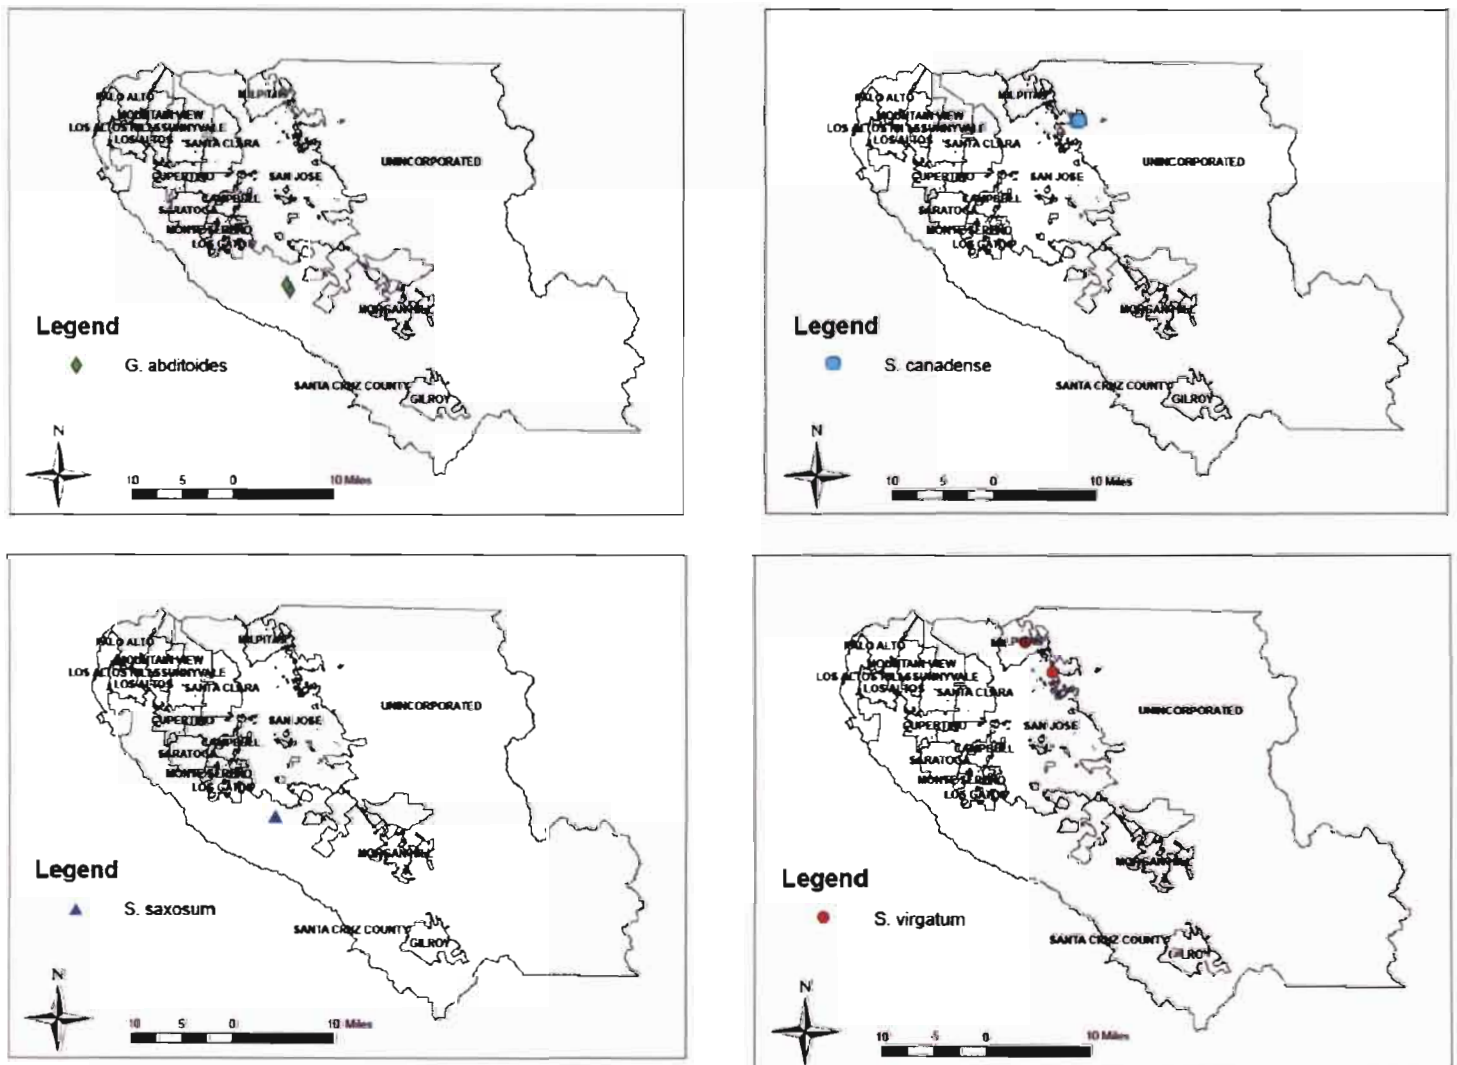 PALO ALTO
MILPITAS
MOUNTAIN VIEW
LOS ALTOS HILLS SUNNYVALE
LOS ALTOS
SANTA CLARA
UNINCORPORATED
CUPERTINO
SAN JOSE
CAMPBELL
SARATOGA
MONTE SERENO
LOS GATOS
MORGAN HILL
Legend
G. abditoides
SANTA CRUZ COUNTY
GILROY
N
10 5 0 10 Miles
PALO ALTO
MILPITAS
MOUNTAIN VIEW
LOS ALTOS HILLS SUNNYVALE
LOS ALTOS
SANTA CLARA
UNINCORPORATED
CUPERTINO
SAN JOSE
CAMPBELL
SARATOGA
MONTE SERENO
LOS GATOS
MORGAN HILL
Legend
S. canadense
SANTA CRUZ COUNTY
GILROY
N
10 5 0 10 Miles
PALO ALTO
MILPITAS
MOUNTAIN VIEW
LOS ALTOS HILLS SUNNYVALE
LOS ALTOS
SANTA CLARA
UNINCORPORATED
CUPERTINO
SAN JOSE
CAMPBELL
SARATOGA
MONTE SERENO
LOS GATOS
MORGAN HILL
Legend
S. saxosum
SANTA CRUZ COUNTY
GILROY
N
10 5 0 10 Miles
PALO ALTO
MILPITAS
MOUNTAIN VIEW
LOS ALTOS HILLS SUNNYVALE
LOS ALTOS
SANTA CLARA
UNINCORPORATED
CUPERTINO
SAN JOSE
CAMPBELL
SARATOGA
MONTE SERENO
LOS GATOS
MORGAN HILL
Legend
S. virgatum
SANTA CRUZ COUNTY
GILROY
N
10 5 0 10 Miles